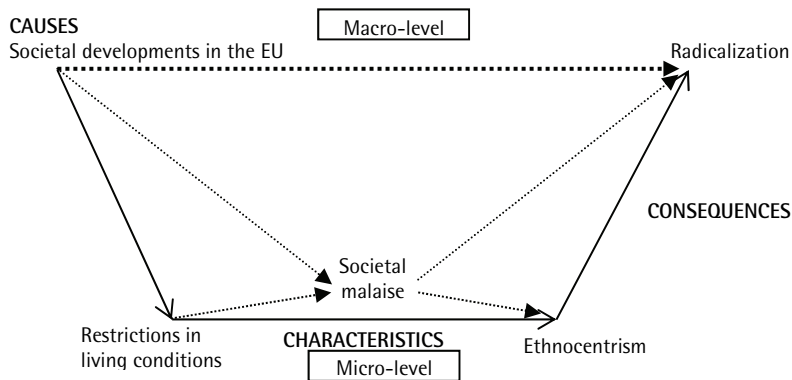 CAUSES
Macro-level
Societal developments in the EU
Radicalization
CONSEQUENCES
Societal
malaise
Restrictions in
living conditions
CHARACTERISTICS
Ethnocentrism
Micro-level